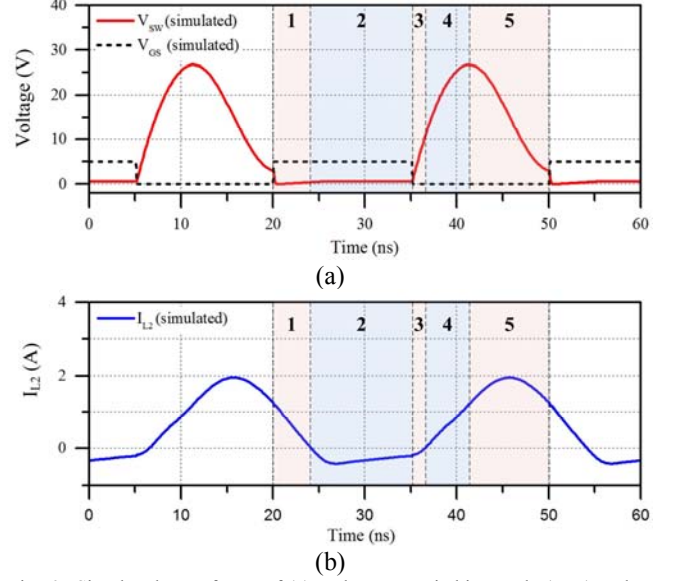 40
30
20
10
0
Voltage (V)
V_SW (simulated)
V_GS (simulated)
1 2 3 4 5
0 10 20 30 40 50 60
Time (ns)
(a)
4
2
0
I_L2 (A)
I_L2 (simulated)
1 2 3 4 5
0 10 20 30 40 50 60
Time (ns)
(b)